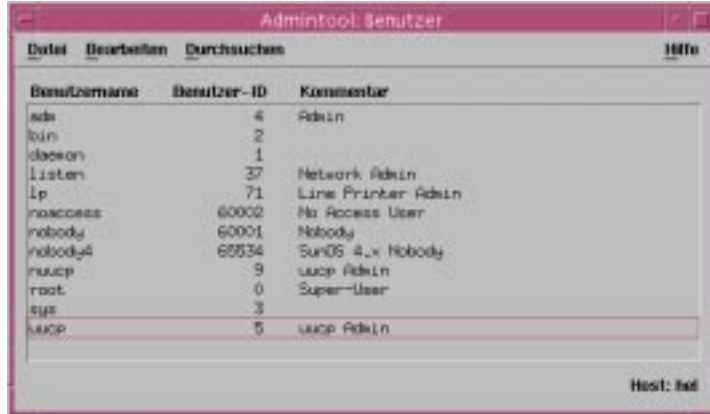 Admintool: Benutzer
Datei Bearbeiten Durchsuchen Hilfe
Benutzername Benutzer-ID Kommentar
adm 4 Admin
bin 2
daemon 1
listen 37 Network Admin
lp 71 Line Printer Admin
noaccess 60002 No Access User
nobody 60001 Nobody
nobody4 65534 SunOS 4.x Nobody
nuucp 9 uucp Admin
root 0 Super-User
sys 3
uucp 5 uucp Admin
Host: hal